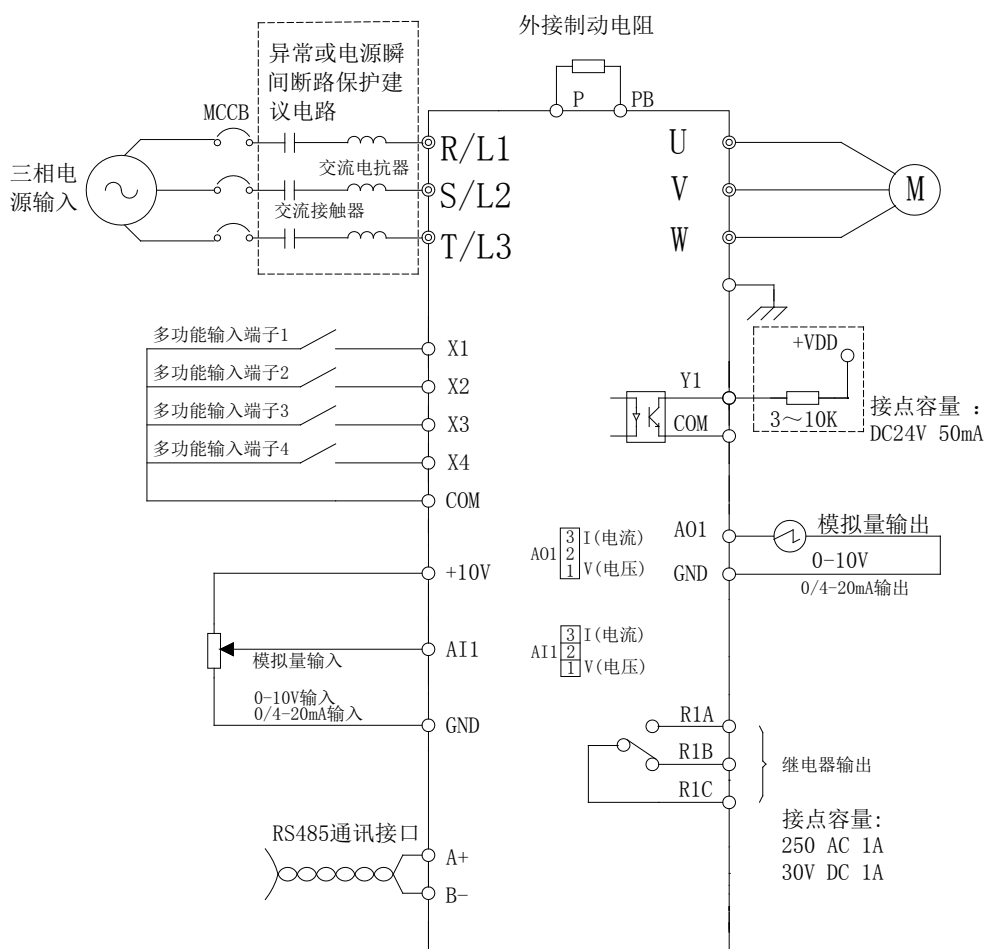 外接制动电阻
异常或电源瞬
间断路保护建
议电路
P
PB
MCCB
R/L1
U
三相电
源输入
交流电抗器
S/L2
V
M
交流接触器
T/L3
W
多功能输入端子1
X1
+VDD
多功能输入端子2
X2
Y1
3～10K
接点容量 :
DC24V 50mA
多功能输入端子3
X3
COM
多功能输入端子4
X4
COM
AO1
3 I(电流)
2
1 V(电压)
AO1
模拟量输出
0-10V
GND
0/4-20mA输出
+10V
AI1
3 I(电流)
2
1 V(电压)
AI1
模拟量输入
0-10V输入
0/4-20mA输入
GND
R1A
R1B
继电器输出
R1C
接点容量:
250 AC 1A
30V DC 1A
RS485通讯接口
A+
B-